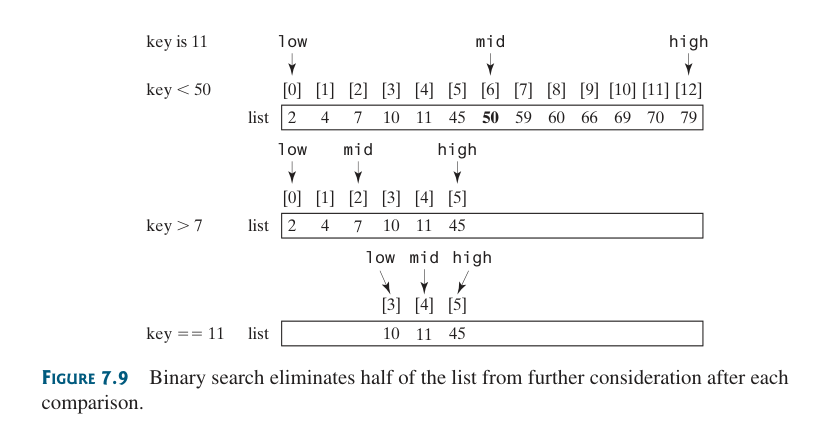 key is 11 low mid high
key < 50 [0] [1] [2] [3] [4] [5] [6] [7] [8] [9] [10] [11] [12]
list 2 4 7 10 11 45 50 59 60 66 69 70 79
low mid high
[0] [1] [2] [3] [4] [5]
key > 7 list 2 4 7 10 11 45
low mid high
[3] [4] [5]
key == 11 list 10 11 45
FIGURE 7.9 Binary search eliminates half of the list from further consideration after each
comparison.